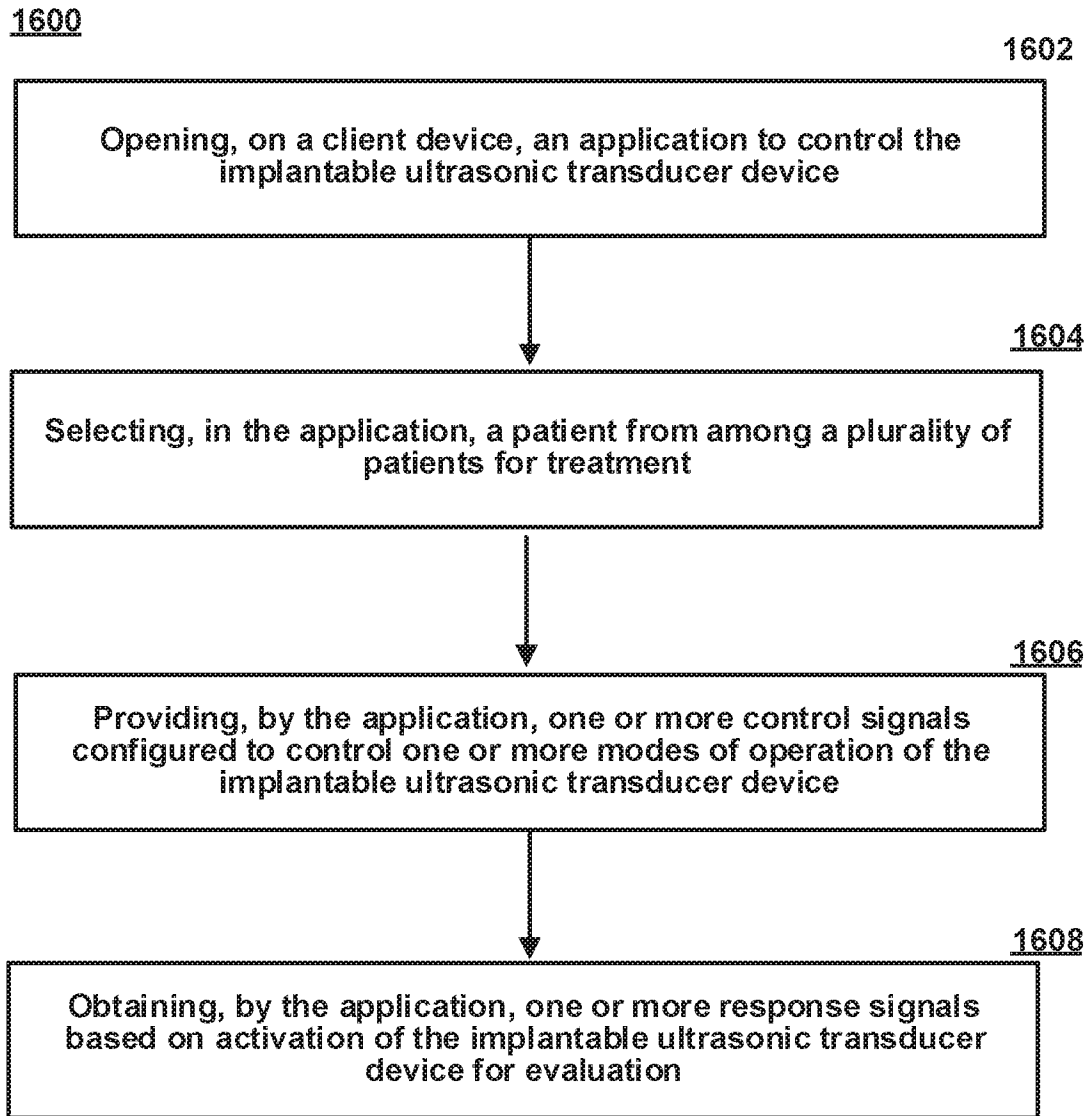 1600
1602
Opening, on a client device, an application to control the
implantable ultrasonic transducer device
1604
Selecting, in the application, a patient from among a plurality of
patients for treatment
1606
Providing, by the application, one or more control signals
configured to control one or more modes of operation of the
implantable ultrasonic transducer device
1608
Obtaining, by the application, one or more response signals
based on activation of the implantable ultrasonic transducer
device for evaluation